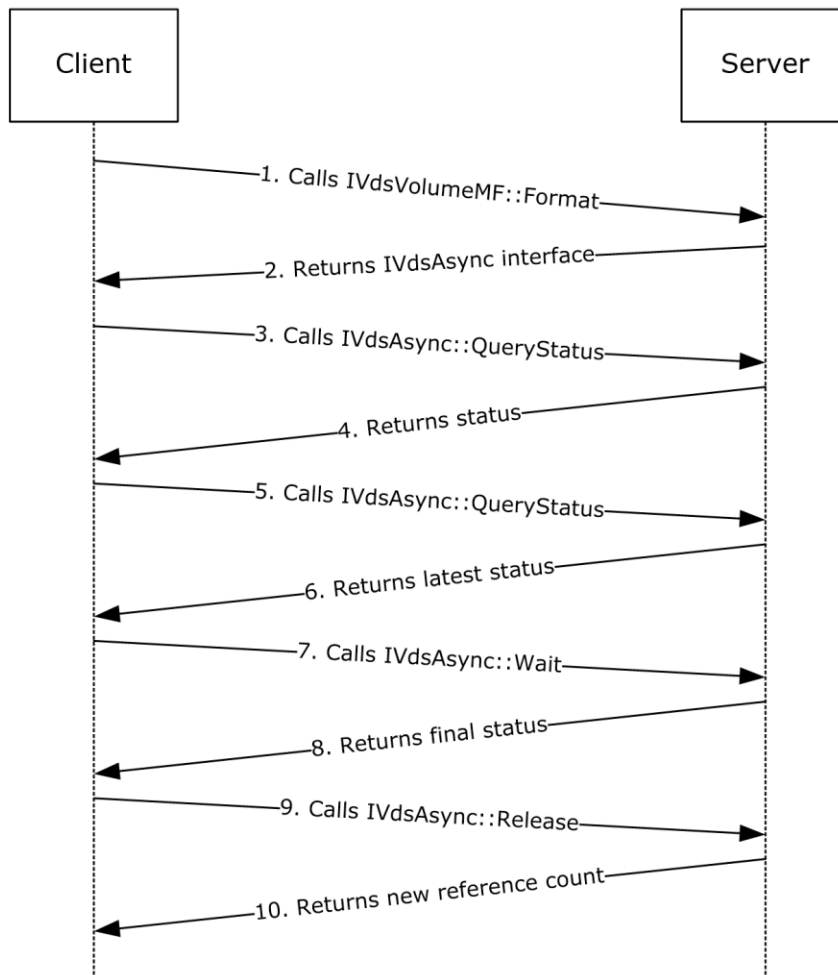 Client
Server
1. Calls IVdsVolumeMF::Format
2. Returns IVdsAsync interface
3. Calls IVdsAsync::QueryStatus
4. Returns status
5. Calls IVdsAsync::QueryStatus
6. Returns latest status
7. Calls IVdsAsync::Wait
8. Returns final status
9. Calls IVdsAsync::Release
10. Returns new reference count